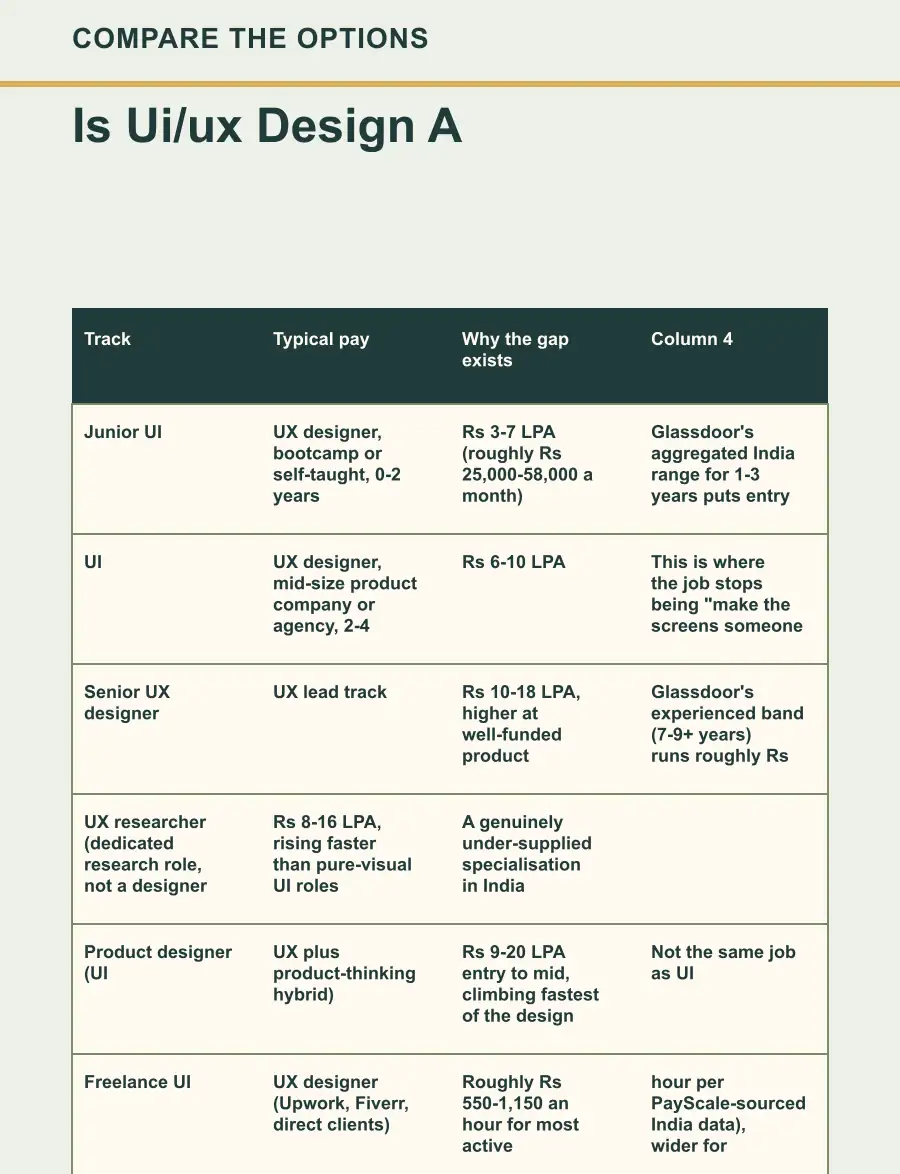 COMPARE THE OPTIONS
Is Ui/ux Design A
Track
Typical pay
Why the gap
exists
Column 4
Junior UI
UX designer,
bootcamp or
self-taught, 0-2
years
Rs 3-7 LPA
(roughly Rs
25,000-58,000 a
month)
Glassdoor's
aggregated India
range for 1-3
years puts entry
UI
UX designer,
mid-size product
company or
agency, 2-4
Rs 6-10 LPA
This is where
the job stops
being "make the
screens someone
Senior UX
designer
UX lead track
Rs 10-18 LPA,
higher at
well-funded
product
Glassdoor's
experienced band
(7-9+ years)
runs roughly Rs
UX researcher
(dedicated
research role,
not a designer
Rs 8-16 LPA,
rising faster
than pure-visual
UI roles
A genuinely
under-supplied
specialisation
in India
Product designer
(UI
UX plus
product-thinking
hybrid)
Rs 9-20 LPA
entry to mid,
climbing fastest
of the design
Not the same job
as UI
Freelance UI
UX designer
(Upwork, Fiverr,
direct clients)
Roughly Rs
550-1,150 an
hour for most
active
hour per
PayScale-sourced
India data),
wider for